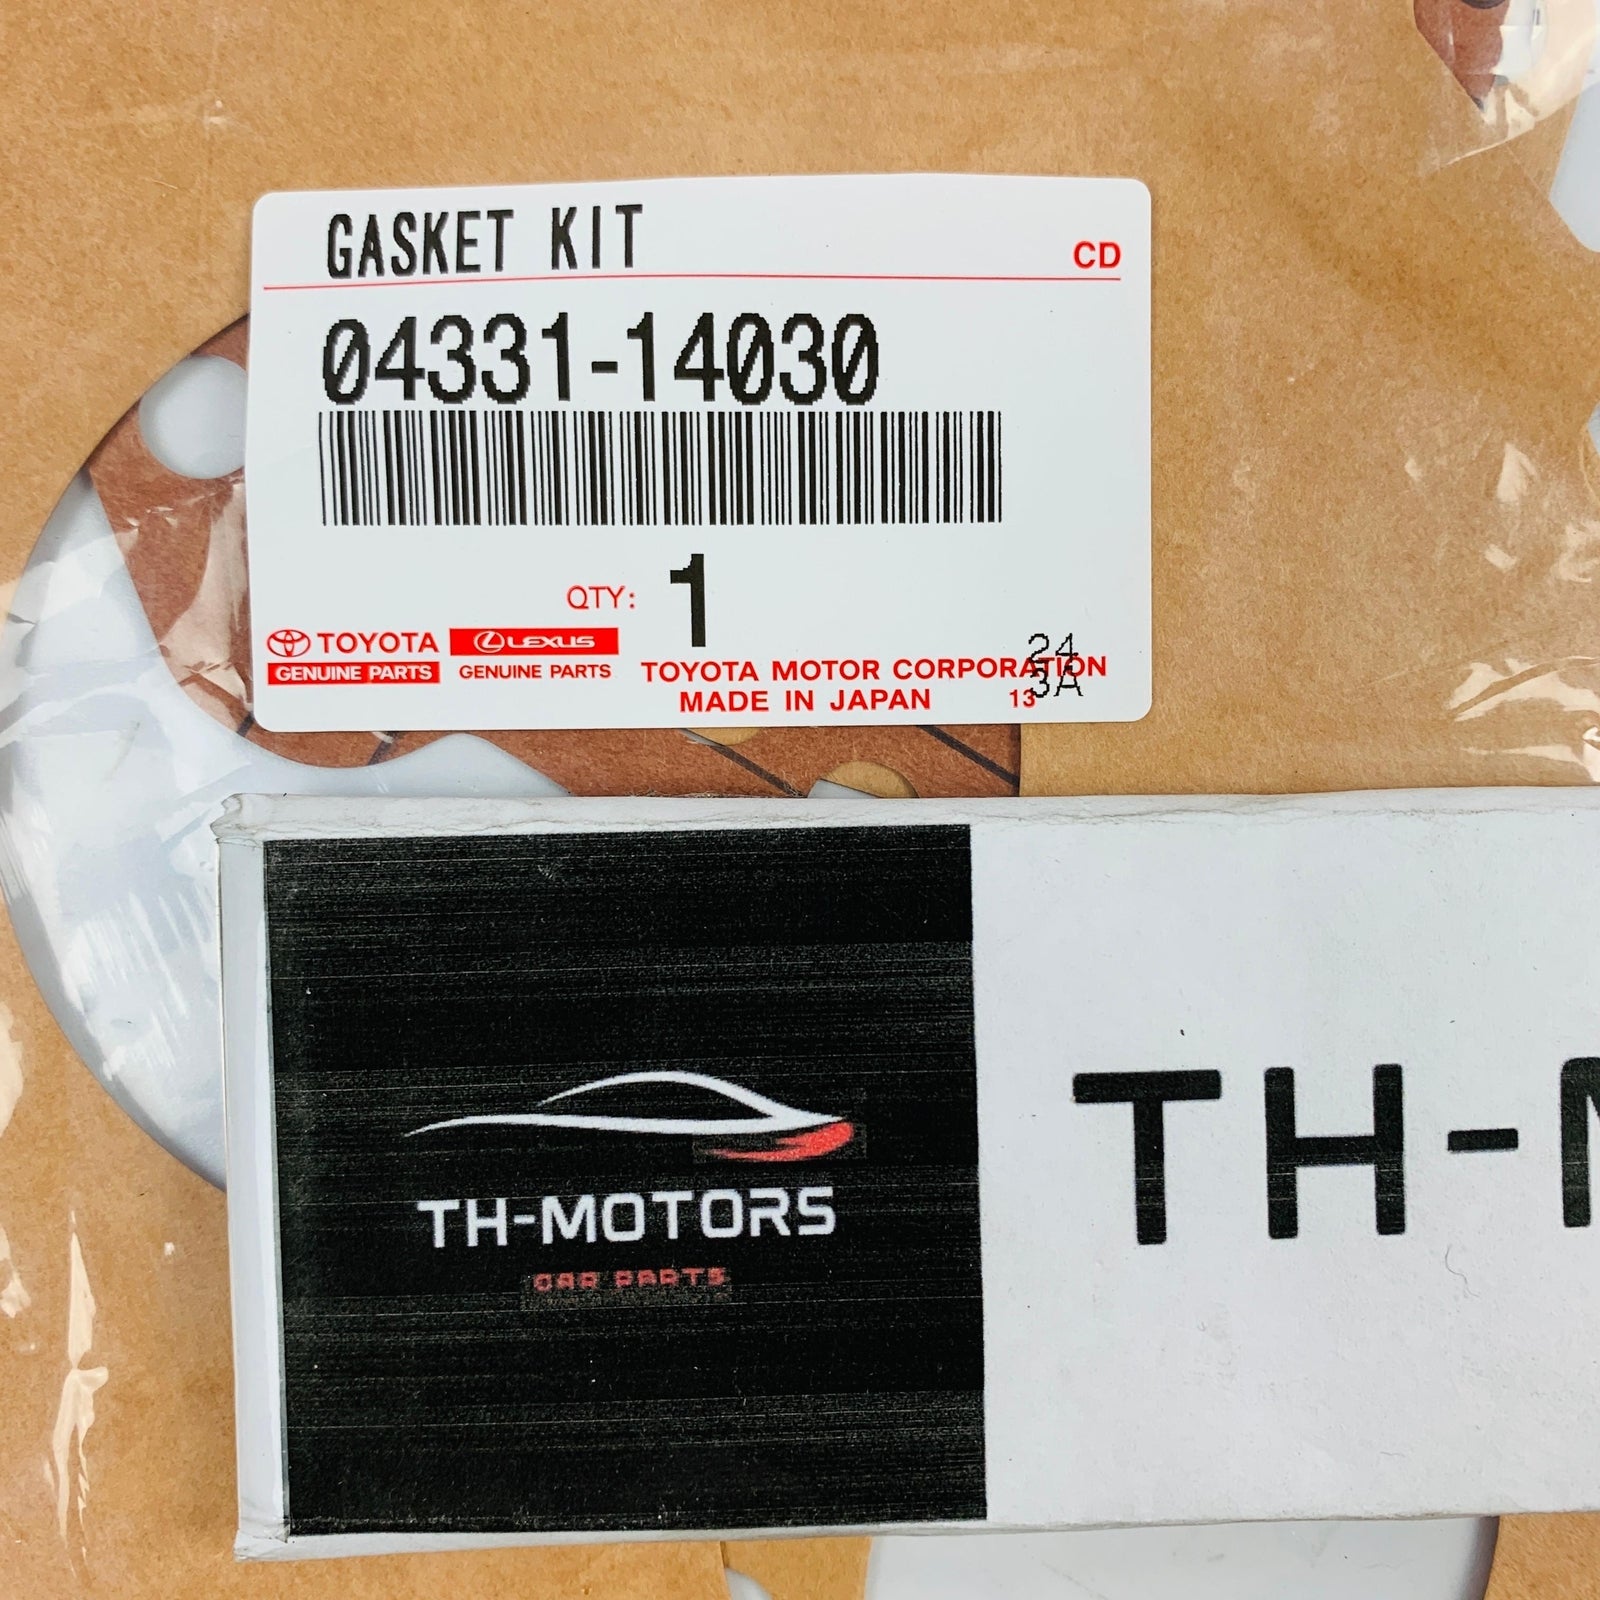 GASKET KIT
CD
04331-14030
QTY: 1
TOYOTA LEXUS
GENUINE PARTS GENUINE PARTS
TOYOTA MOTOR CORPORATION
MADE IN JAPAN 13
24
3A
TH-MOTORS
CAR PARTS
TH-M